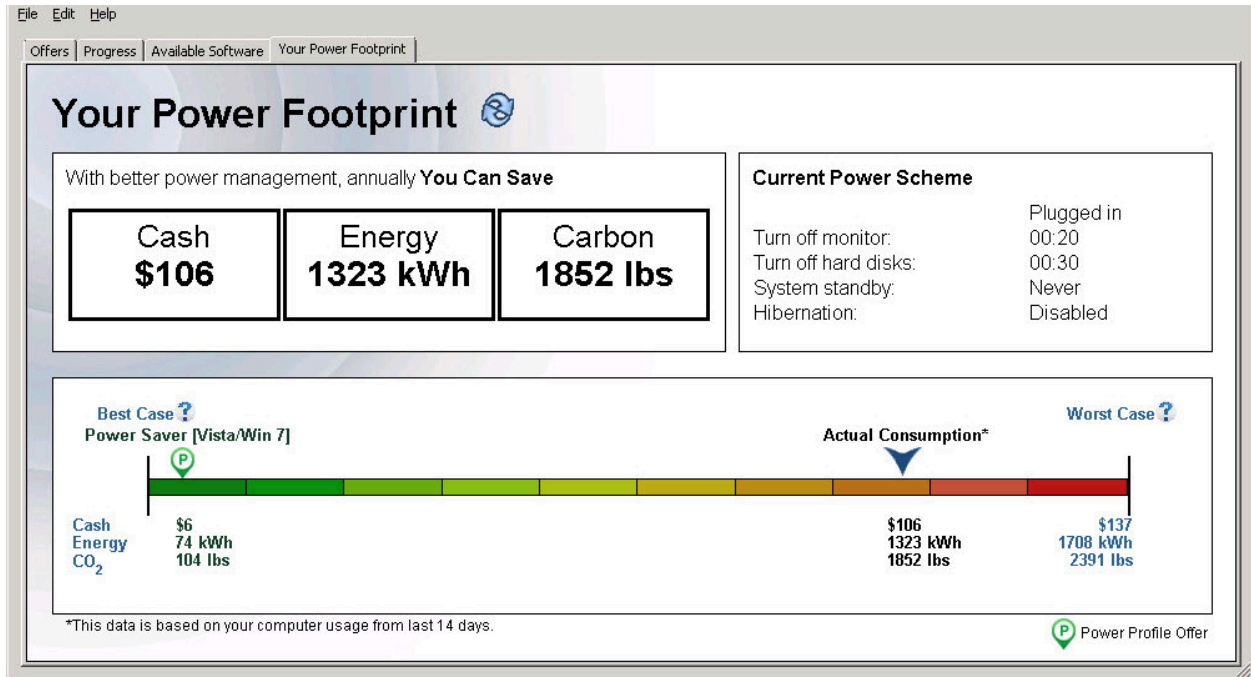 File Edit Help
Offers Progress Available Software Your Power Footprint
Your Power Footprint
With better power management, annually You Can Save
Cash
$106
Energy
1323 kWh
Carbon
1852 lbs
Current Power Scheme
Plugged in
Turn off monitor: 00:20
Turn off hard disks: 00:30
System standby: Never
Hibernation: Disabled
Best Case ?
Worst Case ?
Power Saver [Vista/Win 7]
Actual Consumption*
P
Cash $6 $106 $137
Energy 74 kWh 1323 kWh 1708 kWh
CO2 104 lbs 1852 lbs 2391 lbs
*This data is based on your computer usage from last 14 days.
P Power Profile Offer